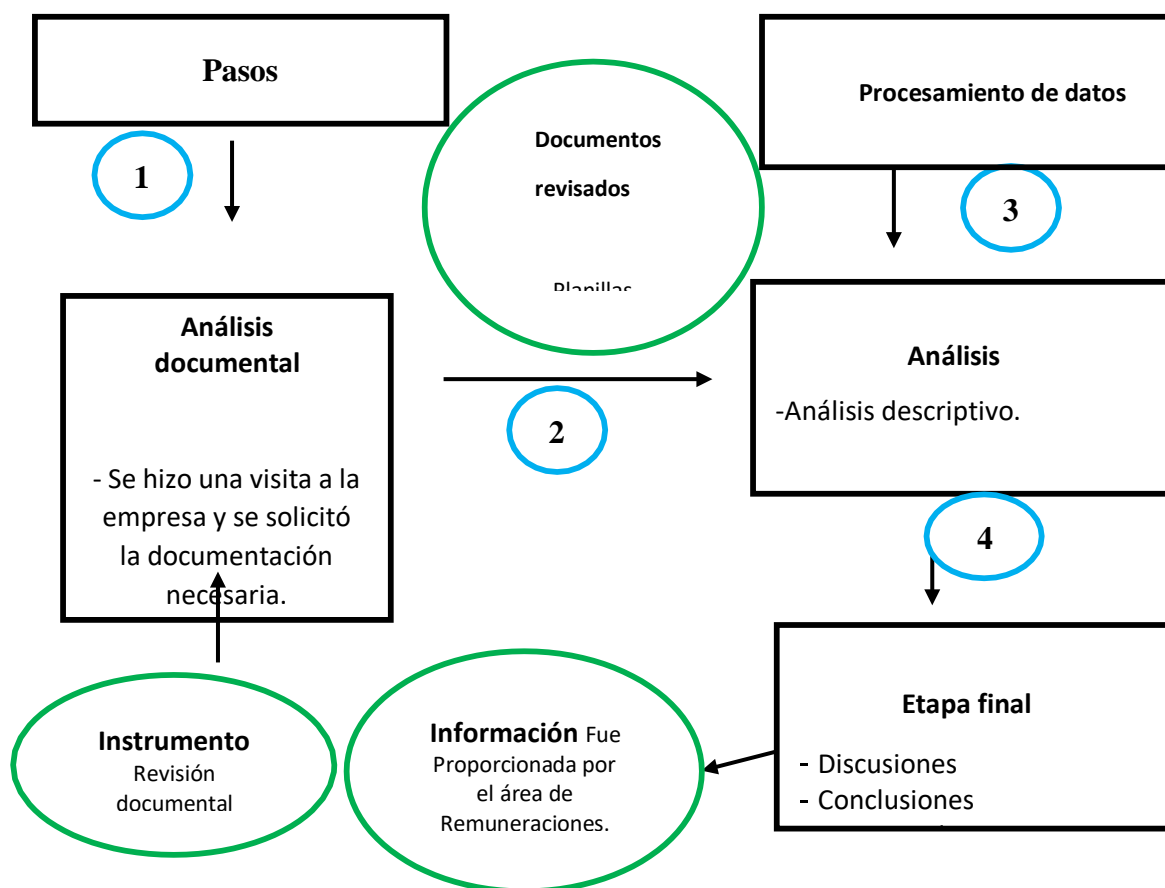 Pasos
1
Análisis
documental
- Se hizo una visita a la
empresa y se solicitó
la documentación
necesaria.
Instrumento
Revisión
documental
Documentos
revisados
Planillas
2
Procesamiento de datos
3
Análisis
-Análisis descriptivo.
4
Etapa final
- Discusiones
- Conclusiones
Información Fue
Proporcionada por
el área de
Remuneraciones.